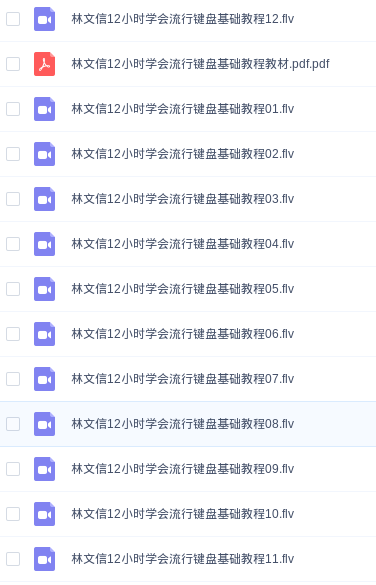 林文信12小时学会流行键盘基础教程12.flv
林文信12小时学会流行键盘基础教程教材.pdf.pdf
林文信12小时学会流行键盘基础教程01.flv
林文信12小时学会流行键盘基础教程02.flv
林文信12小时学会流行键盘基础教程03.flv
林文信12小时学会流行键盘基础教程04.flv
林文信12小时学会流行键盘基础教程05.flv
林文信12小时学会流行键盘基础教程06.flv
林文信12小时学会流行键盘基础教程07.flv
林文信12小时学会流行键盘基础教程08.flv
林文信12小时学会流行键盘基础教程09.flv
林文信12小时学会流行键盘基础教程10.flv
林文信12小时学会流行键盘基础教程11.flv